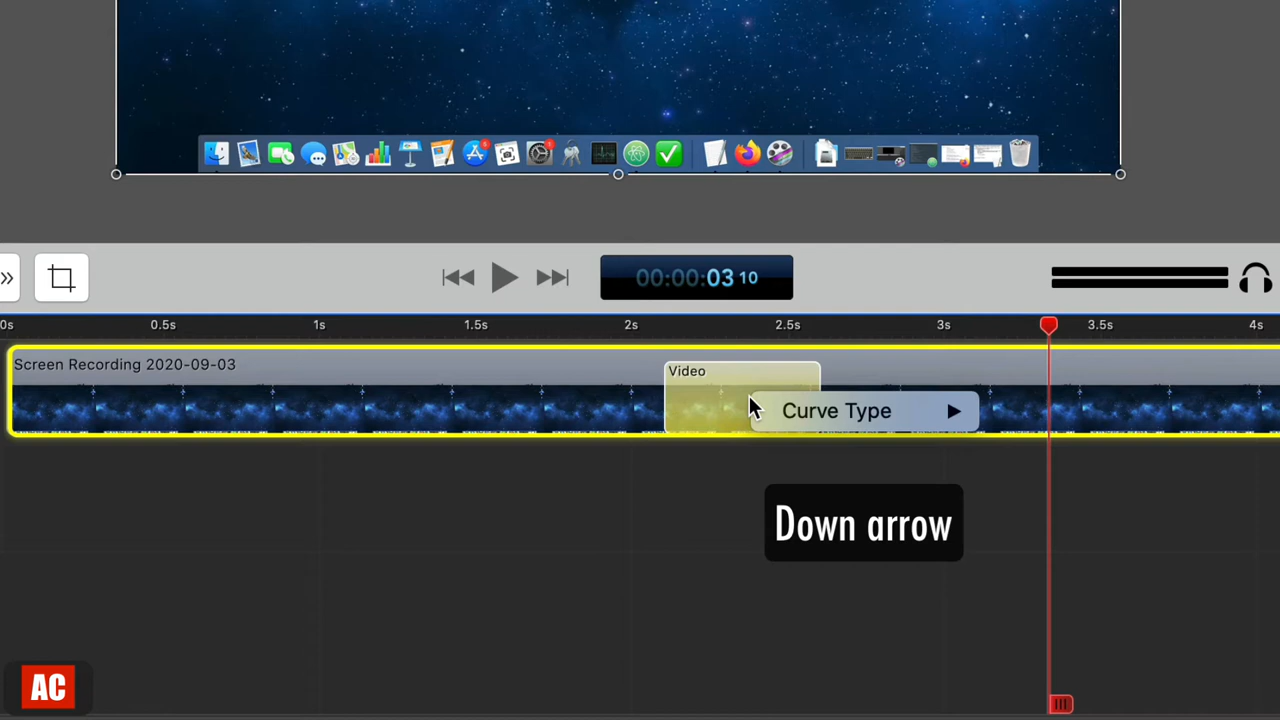 00:00:03 10
0s 0.5s 1s 1.5s 2s 2.5s 3s 3.5s 4s
Screen Recording 2020-09-03
Video
Curve Type
Down arrow
AC